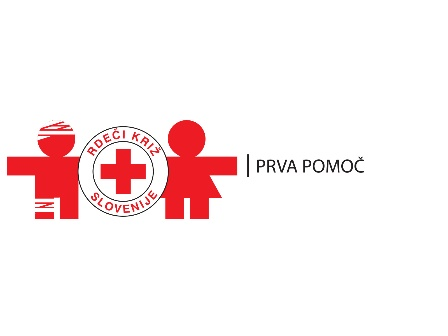 RDEČI KRIŽ
SLOVENIJE
PRVA POMOČ